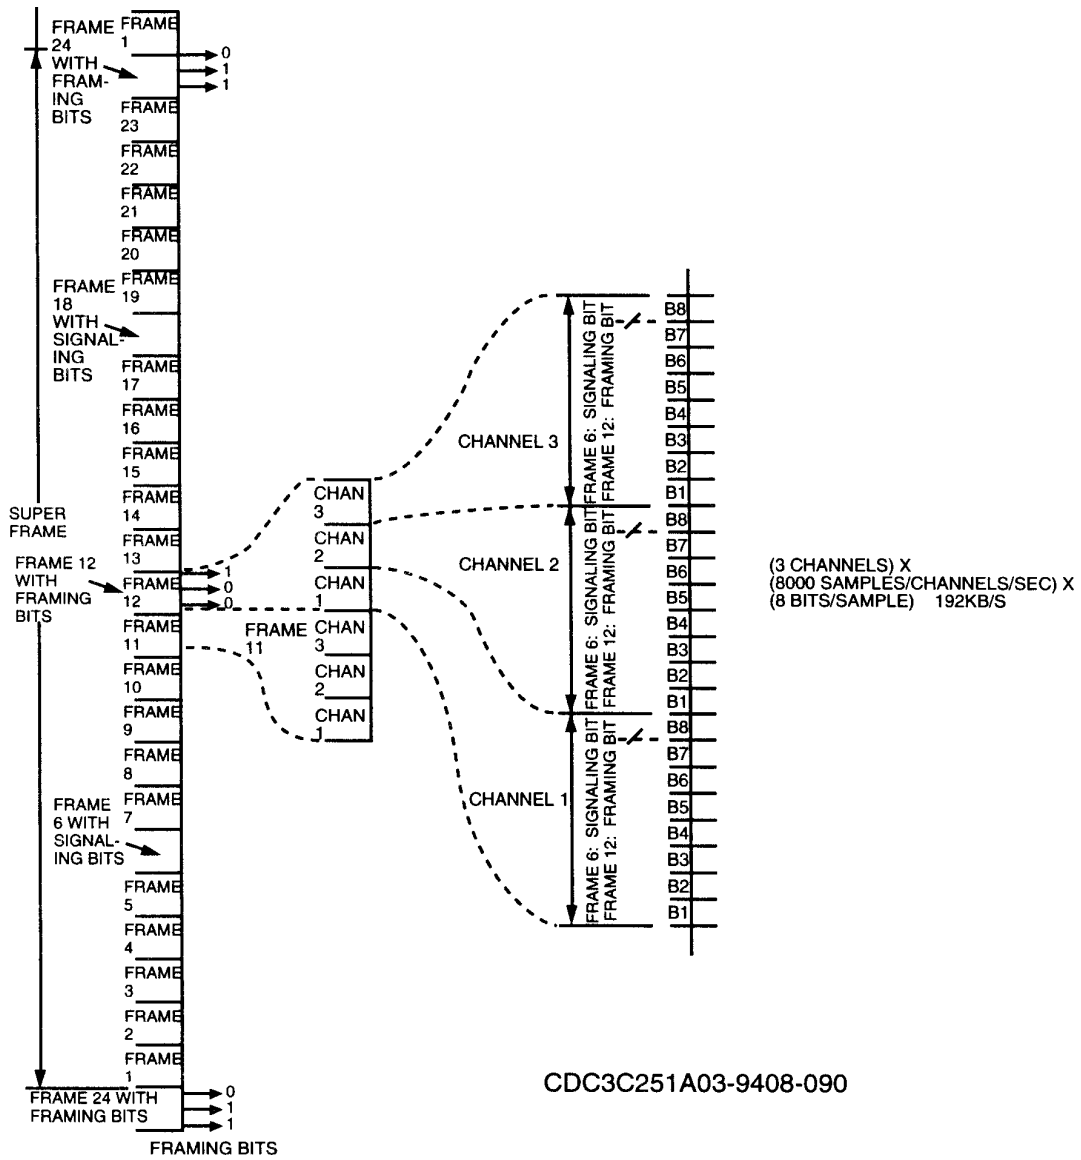 FRAME
24
WITH
FRAM-
ING
BITS
FRAME
1
0
1
1
FRAME
23
FRAME
22
FRAME
21
FRAME
20
FRAME
19
FRAME
18
WITH
SIGNAL-
ING
BITS
FRAME
17
FRAME
16
FRAME
15
FRAME
14
FRAME
13
SUPER
FRAME
FRAME 12
WITH
FRAMING
BITS
FRAME
12
1
0
0
FRAME
11
FRAME
10
FRAME
9
FRAME
8
FRAME
7
FRAME
6 WITH
SIGNAL-
ING BITS
FRAME
5
FRAME
4
FRAME
3
FRAME
2
FRAME
1
FRAME 24 WITH
FRAMING BITS
0
1
1
FRAMING BITS
CHAN
3
CHAN
2
CHAN
1
FRAME
11
CHAN
3
CHAN
2
CHAN
1
CHANNEL 3
FRAME 6: SIGNALING BIT
FRAME 12: FRAMING BIT
B8
B7
B6
B5
B4
B3
B2
B1
CHANNEL 2
FRAME 6: SIGNALING BIT
FRAME 12: FRAMING BIT
B8
B7
B6
B5
B4
B3
B2
B1
CHANNEL 1
FRAME 6: SIGNALING BIT
FRAME 12: FRAMING BIT
B8
B7
B6
B5
B4
B3
B2
B1
(3 CHANNELS) X
(8000 SAMPLES/CHANNELS/SEC) X
(8 BITS/SAMPLE) 192KB/S
CDC3C251A03-9408-090